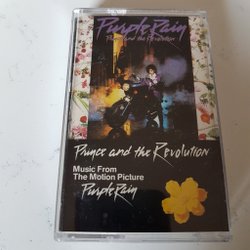 Purple Rain
Prince and the Revolution
Prince and the Revolution
Music From
The Motion Picture
Purple Rain